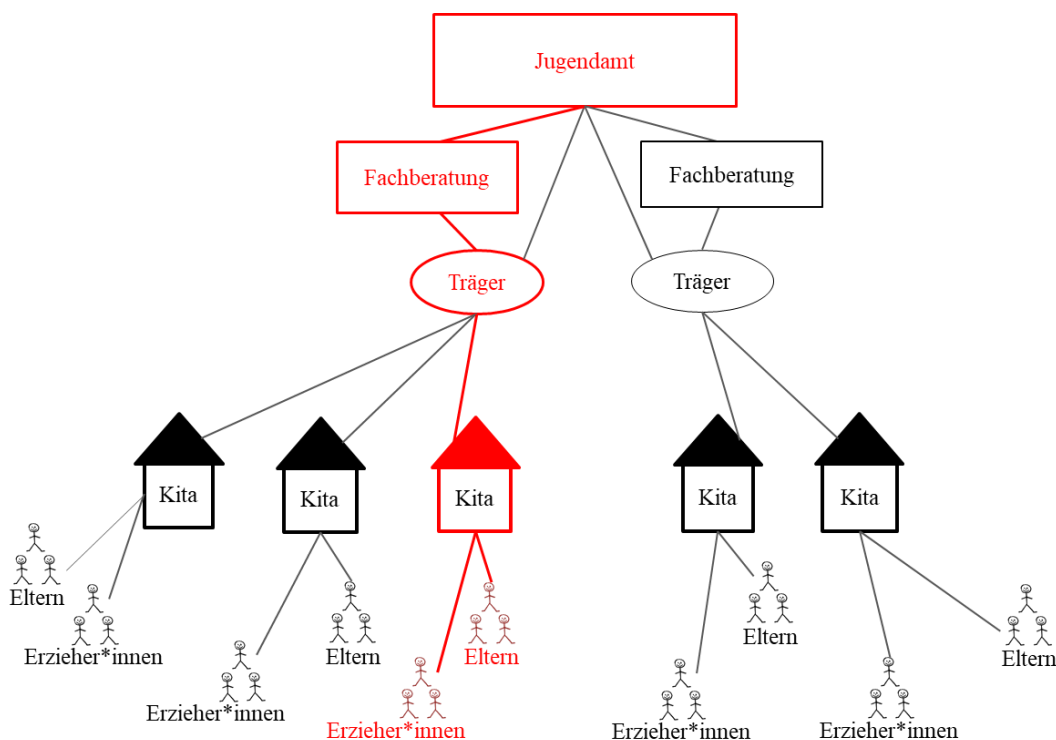 Jugendamt
Fachberatung
Fachberatung
Träger
Träger
Kita
Kita
Kita
Kita
Kita
Eltern
Erzieher*innen
Eltern
Erzieher*innen
Eltern
Erzieher*innen
Eltern
Erzieher*innen
Eltern
Erzieher*innen